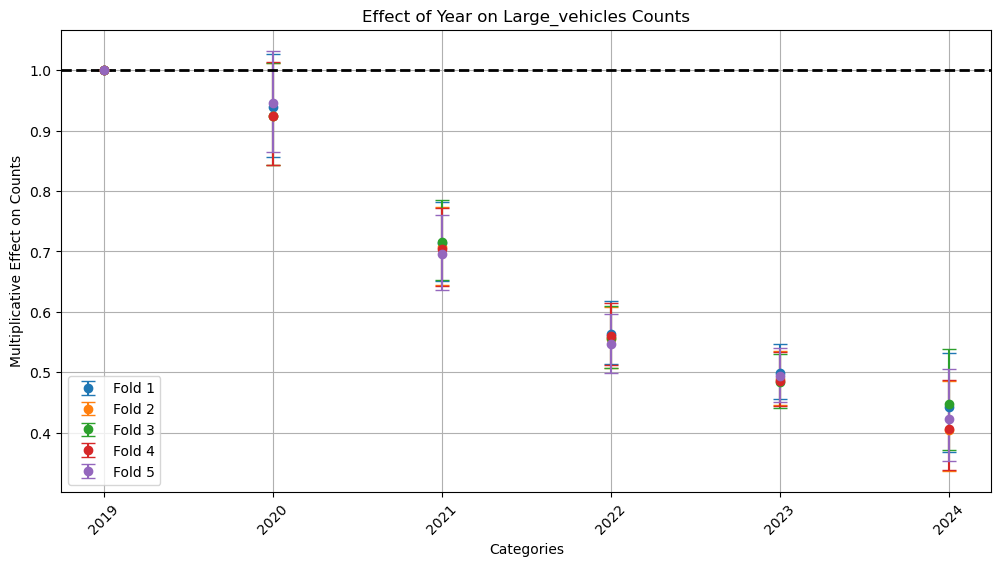 Effect of Year on Large_vehicles Counts
Multiplicative Effect on Counts
1.0
0.9
0.8
0.7
0.6
0.5
0.4
Fold 1
Fold 2
Fold 3
Fold 4
Fold 5
2019
2020
2021
2022
2023
2024
Categories